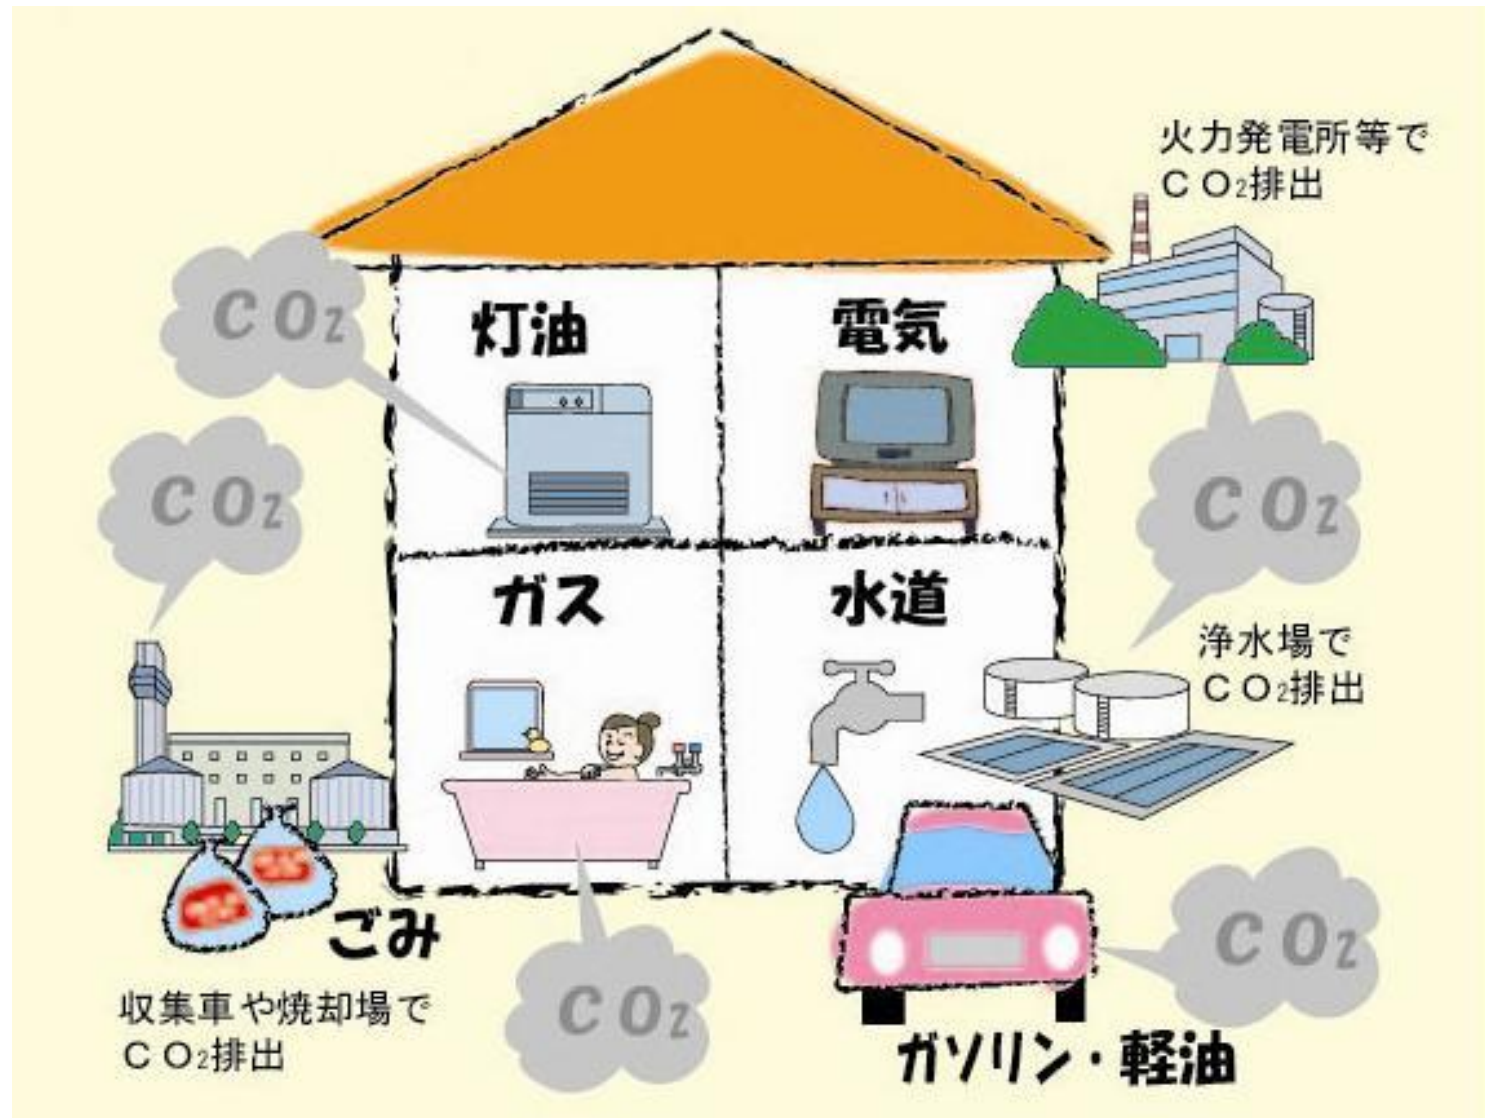 火力発電所等で
ＣＯ₂排出
灯油
電気
CO₂
CO₂
CO₂
ガス
水道
浄水場で
ＣＯ₂排出
ごみ
収集車や焼却場で
ＣＯ₂排出
CO₂
CO₂
ガソリン・軽油